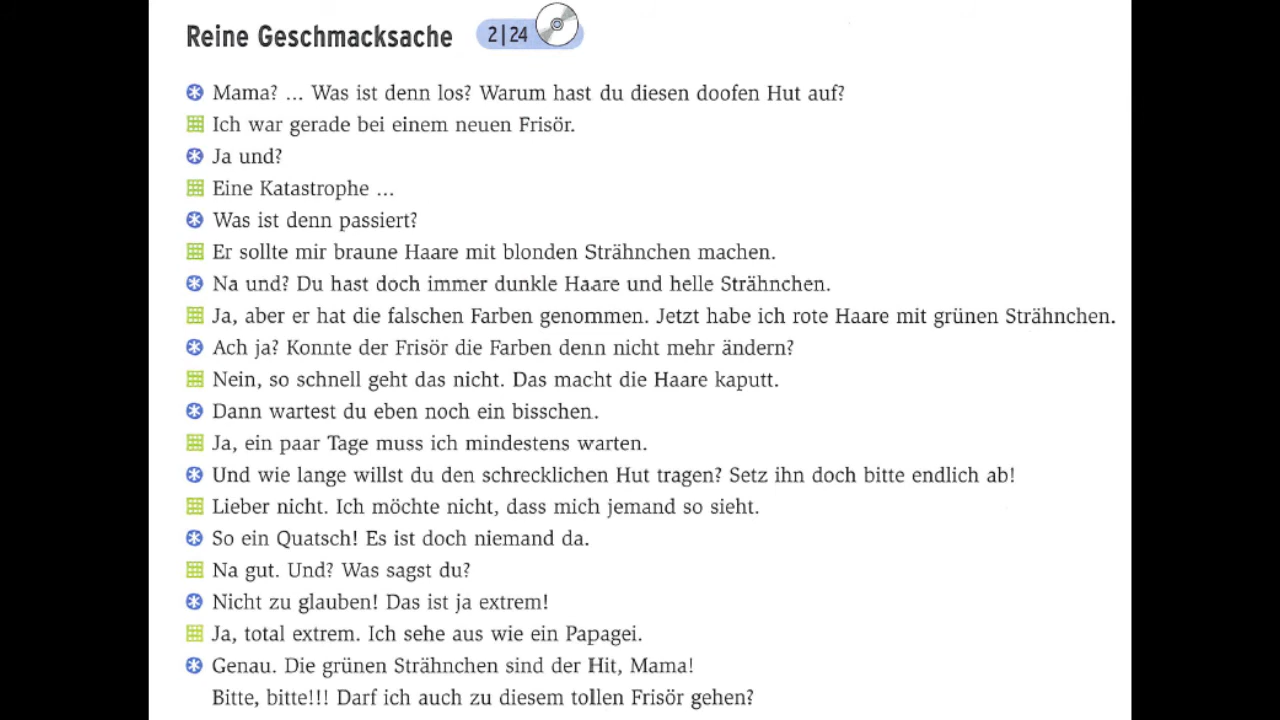 Reine Geschmacksache 2|24
Mama? ... Was ist denn los? Warum hast du diesen doofen Hut auf?
Ich war gerade bei einem neuen Frisör.
Ja und?
Eine Katastrophe ...
Was ist denn passiert?
Er sollte mir braune Haare mit blonden Strähnchen machen.
Na und? Du hast doch immer dunkle Haare und helle Strähnchen.
Ja, aber er hat die falschen Farben genommen. Jetzt habe ich rote Haare mit grünen Strähnchen.
Ach ja? Konnte der Frisör die Farben denn nicht mehr ändern?
Nein, so schnell geht das nicht. Das macht die Haare kaputt.
Dann wartest du eben noch ein bisschen.
Ja, ein paar Tage muss ich mindestens warten.
Und wie lange willst du den schrecklichen Hut tragen? Setz ihn doch bitte endlich ab!
Lieber nicht. Ich möchte nicht, dass mich jemand so sieht.
So ein Quatsch! Es ist doch niemand da.
Na gut. Und? Was sagst du?
Nicht zu glauben! Das ist ja extrem!
Ja, total extrem. Ich sehe aus wie ein Papagei.
Genau. Die grünen Strähnchen sind der Hit, Mama!
Bitte, bitte!!! Darf ich auch zu diesem tollen Frisör gehen?